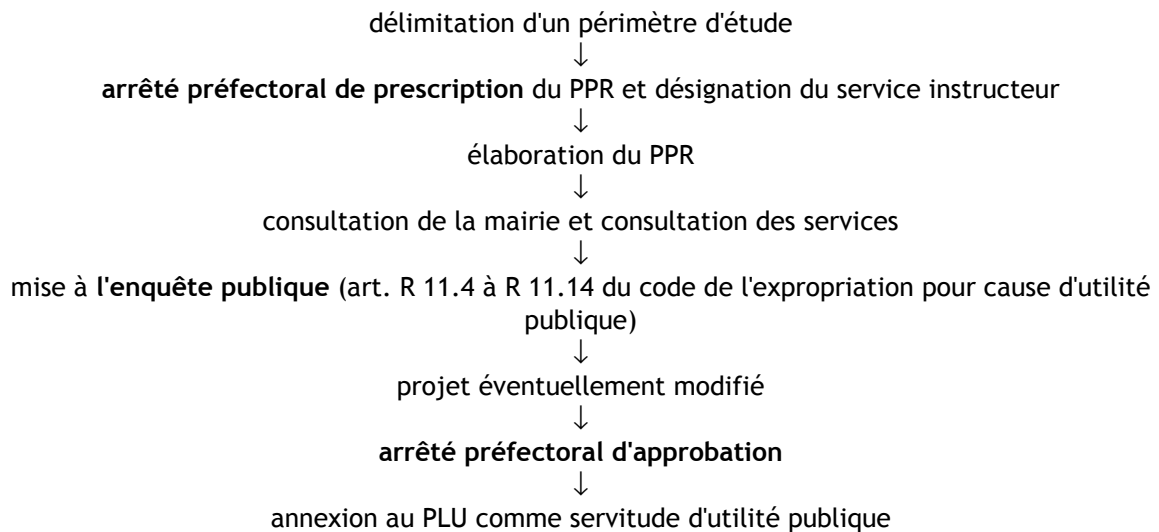 délimitation d'un périmètre d'étude
↓
arrêté préfectoral de prescription du PPR et désignation du service instructeur
↓
élaboration du PPR
↓
consultation de la mairie et consultation des services
↓
mise à l'enquête publique (art. R 11.4 à R 11.14 du code de l'expropriation pour cause d'utilité
publique)
↓
projet éventuellement modifié
↓
arrêté préfectoral d'approbation
↓
annexion au PLU comme servitude d'utilité publique